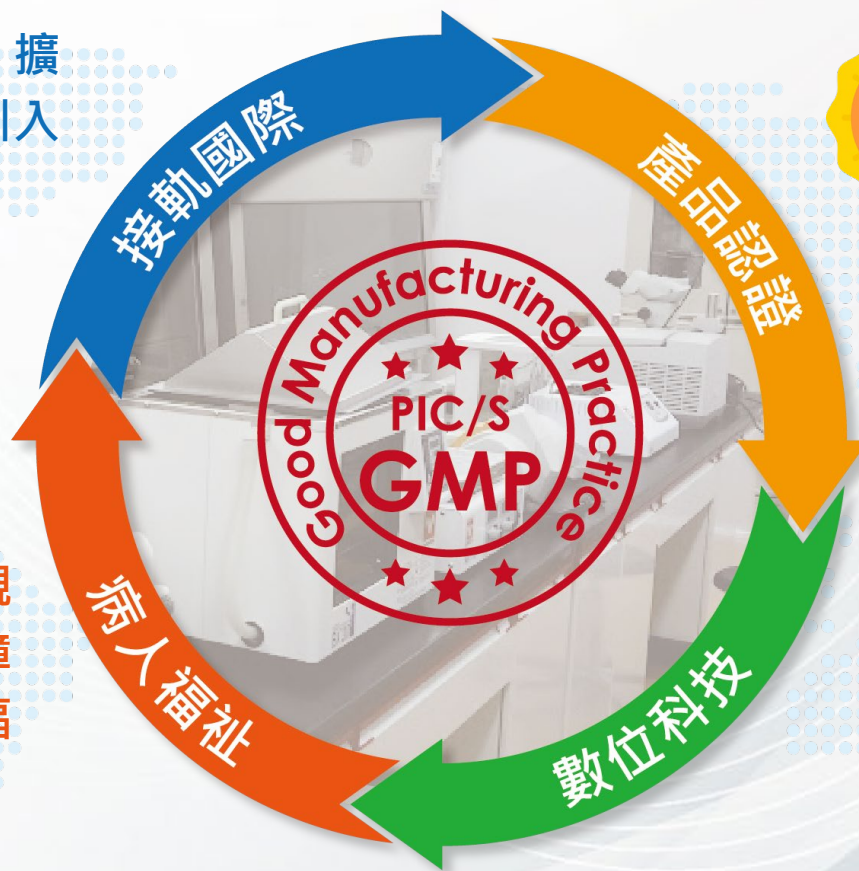 擴
引入
接軌國際
產品認證
Good Manufacturing Practice
PIC/S
GMP
病人福祉
數位科技